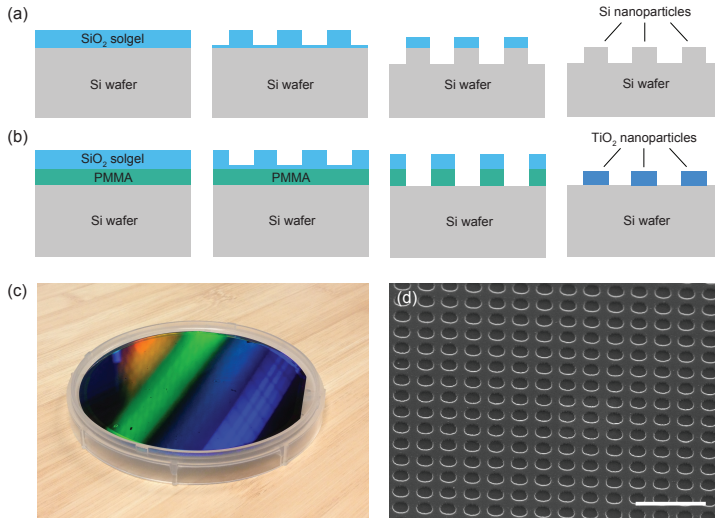 (a)
Si nanoparticles
SiO₂ solgel
Si wafer
Si wafer
Si wafer
Si wafer
(b)
TiO₂ nanoparticles
SiO₂ solgel
PMMA
PMMA
Si wafer
Si wafer
Si wafer
Si wafer
(c)
(d)